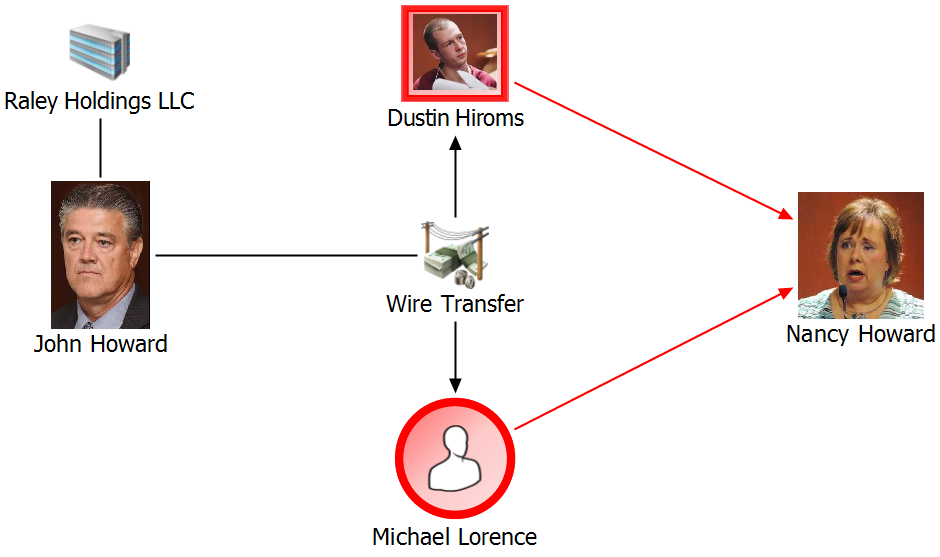 Raley Holdings LLC
Dustin Hiroms
John Howard
Wire Transfer
Nancy Howard
Michael Lorence